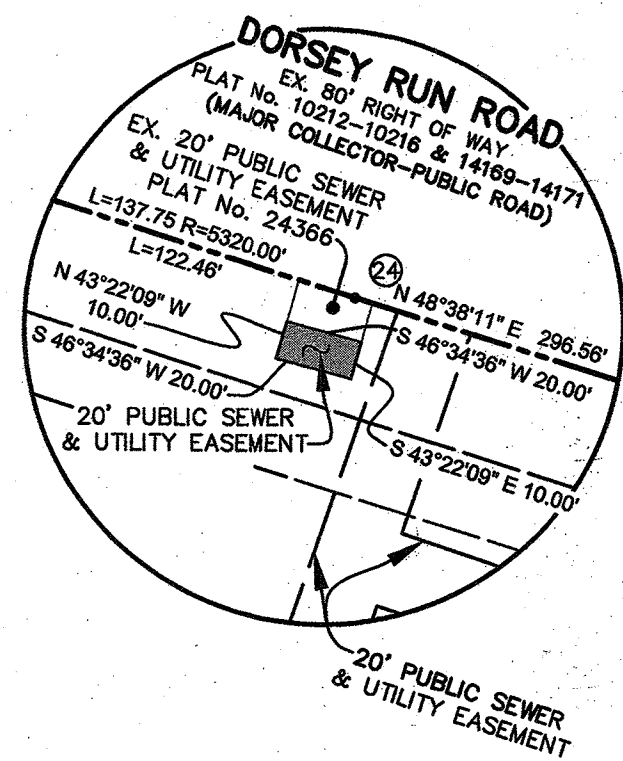 DORSEY RUN ROAD
EX. 80' RIGHT OF WAY
PLAT No. 10212-10216 & 14169-14171
(MAJOR COLLECTOR-PUBLIC ROAD)
EX. 20' PUBLIC SEWER
& UTILITY EASEMENT
PLAT No. 24366
L=137.75 R=5320.00'
L=122.46'
24
N 48°38'11" E 296.56'
N 43°22'09" W
10.00'
S 46°34'36" W 20.00'
S 46°34'36" W 20.00'
20' PUBLIC SEWER
& UTILITY EASEMENT
S 43°22'09" E 10.00'
20' PUBLIC SEWER
& UTILITY EASEMENT